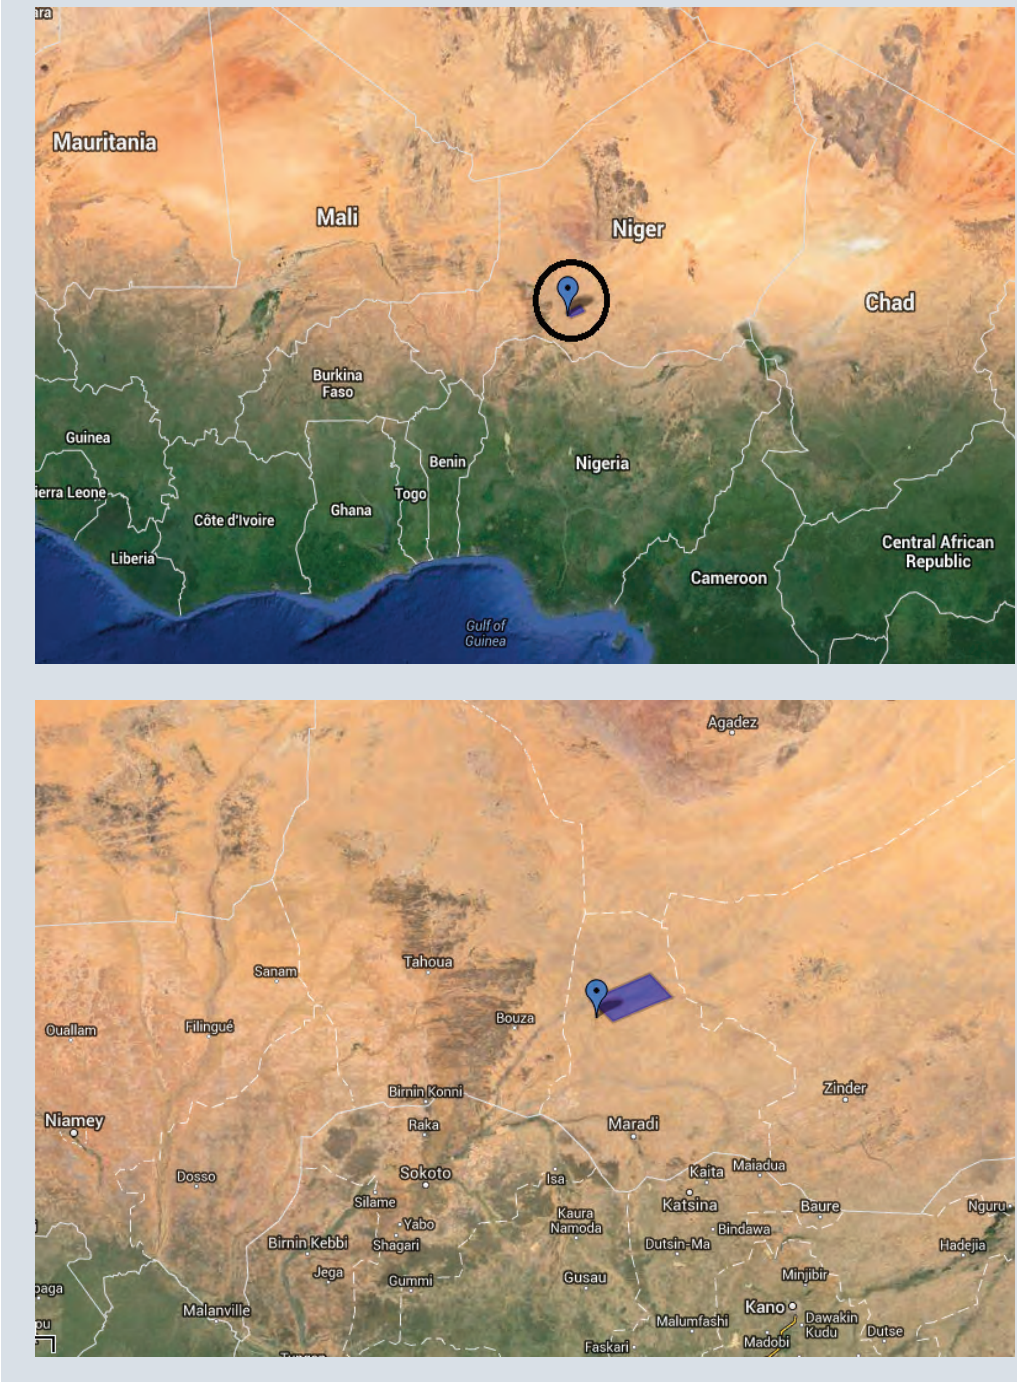 ara
Mauritania
Mali
Niger
Chad
Burkina
Faso
Guinea
Benin
Nigeria
ierra Leone
Togo
Ghana
Côte d'Ivoire
Central African
Republic
Liberia
Cameroon
Gulf of
Guinea
Agadez
Tahoua
Sanam
Bouza
Ouallam
Filingué
Birnin Konni
Zinder
Niamey
Raka
Maradi
Dosso
Sokoto
Isa
Kaita
Maiadua
Silame
Katsina
Baure
Nguru
Kaura
Namoda
Yabo
Bindawa
Birnin Kebbi
Shagari
Dutsin-Ma
Hadejia
Jega
Gummi
Gusau
Minjibir
paga
Malanville
Kano
Malumfashi
Dawakin
Kudu
Dutse
Madobi
Faskari